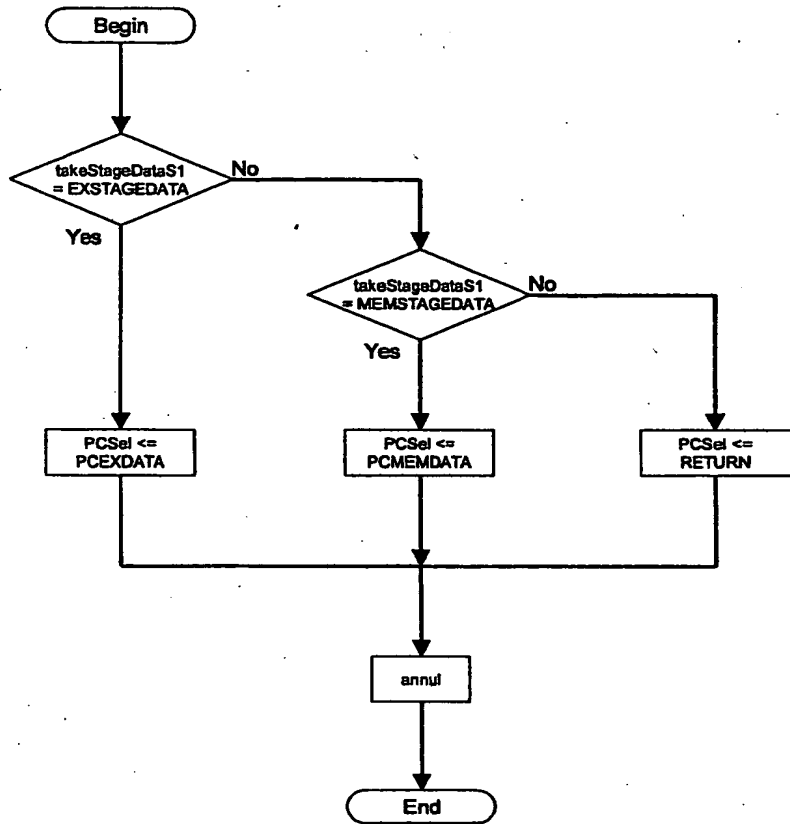 Begin
takeStageDataS1
= EXSTAGEDATA
No
Yes
takeStageDataS1
= MEMSTAGEDATA
No
Yes
PCSel <=
PCEXDATA
PCSel <=
PCMEMDATA
PCSel <=
RETURN
annul
End